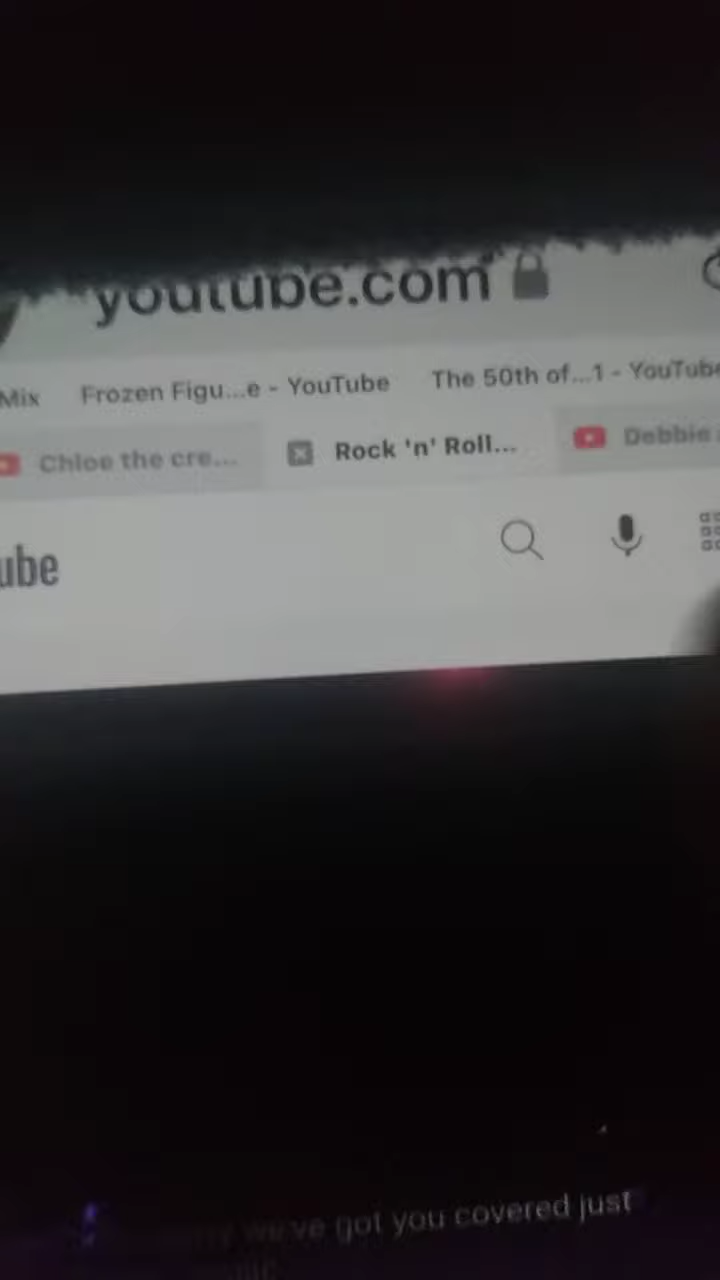 youtube.com
Mix Frozen Figu...e - YouTube The 50th of...1 - YouTube
Chloe the cre... Rock 'n' Roll... Debbie
ube
we've got you covered just